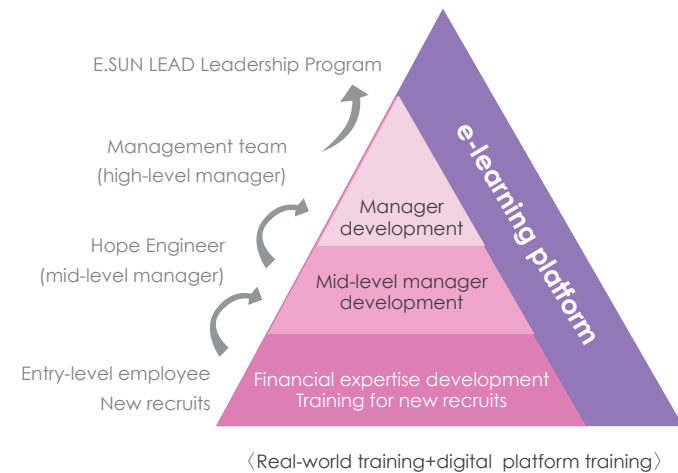 E.SUN LEAD Leadership Program
Management team
(high-level manager)
Hope Engineer
(mid-level manager)
Entry-level employee
New recruits
Manager
development
Mid-level manager
development
Financial expertise development
Training for new recruits
e-learning platform
〈Real-world training+digital platform training〉